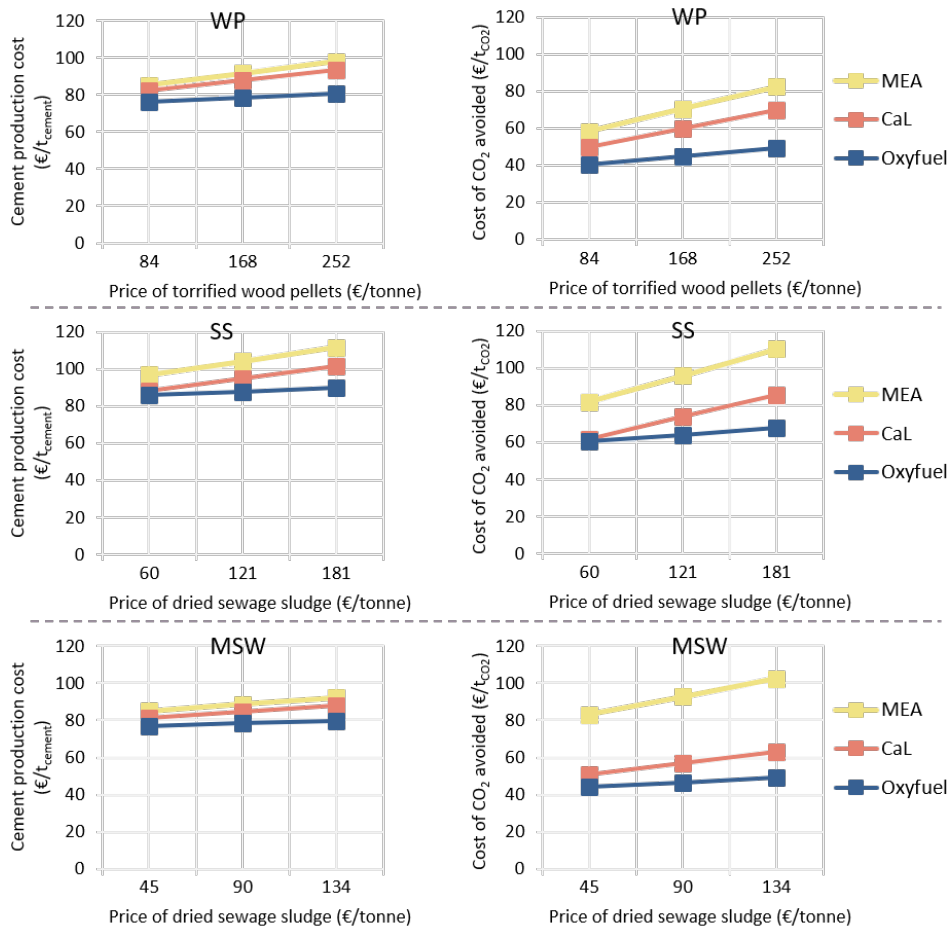 WP
Cement production cost
(€/t_cement)
120
100
80
60
40
20
0
84 168 252
Price of torrified wood pellets (€/tonne)
WP
Cost of CO₂ avoided (€/t_CO2)
120
100
80
60
40
20
0
84 168 252
Price of torrified wood pellets (€/tonne)
MEA
CaL
Oxyfuel
SS
Cement production cost
(€/t_cement)
120
100
80
60
40
20
0
60 121 181
Price of dried sewage sludge (€/tonne)
SS
Cost of CO₂ avoided (€/t_CO2)
120
100
80
60
40
20
0
60 121 181
Price of dried sewage sludge (€/tonne)
MEA
CaL
Oxyfuel
MSW
Cement production cost
(€/t_cement)
120
100
80
60
40
20
0
45 90 134
Price of dried sewage sludge (€/tonne)
MSW
Cost of CO₂ avoided (€/t_CO2)
120
100
80
60
40
20
0
45 90 134
Price of dried sewage sludge (€/tonne)
MEA
CaL
Oxyfuel